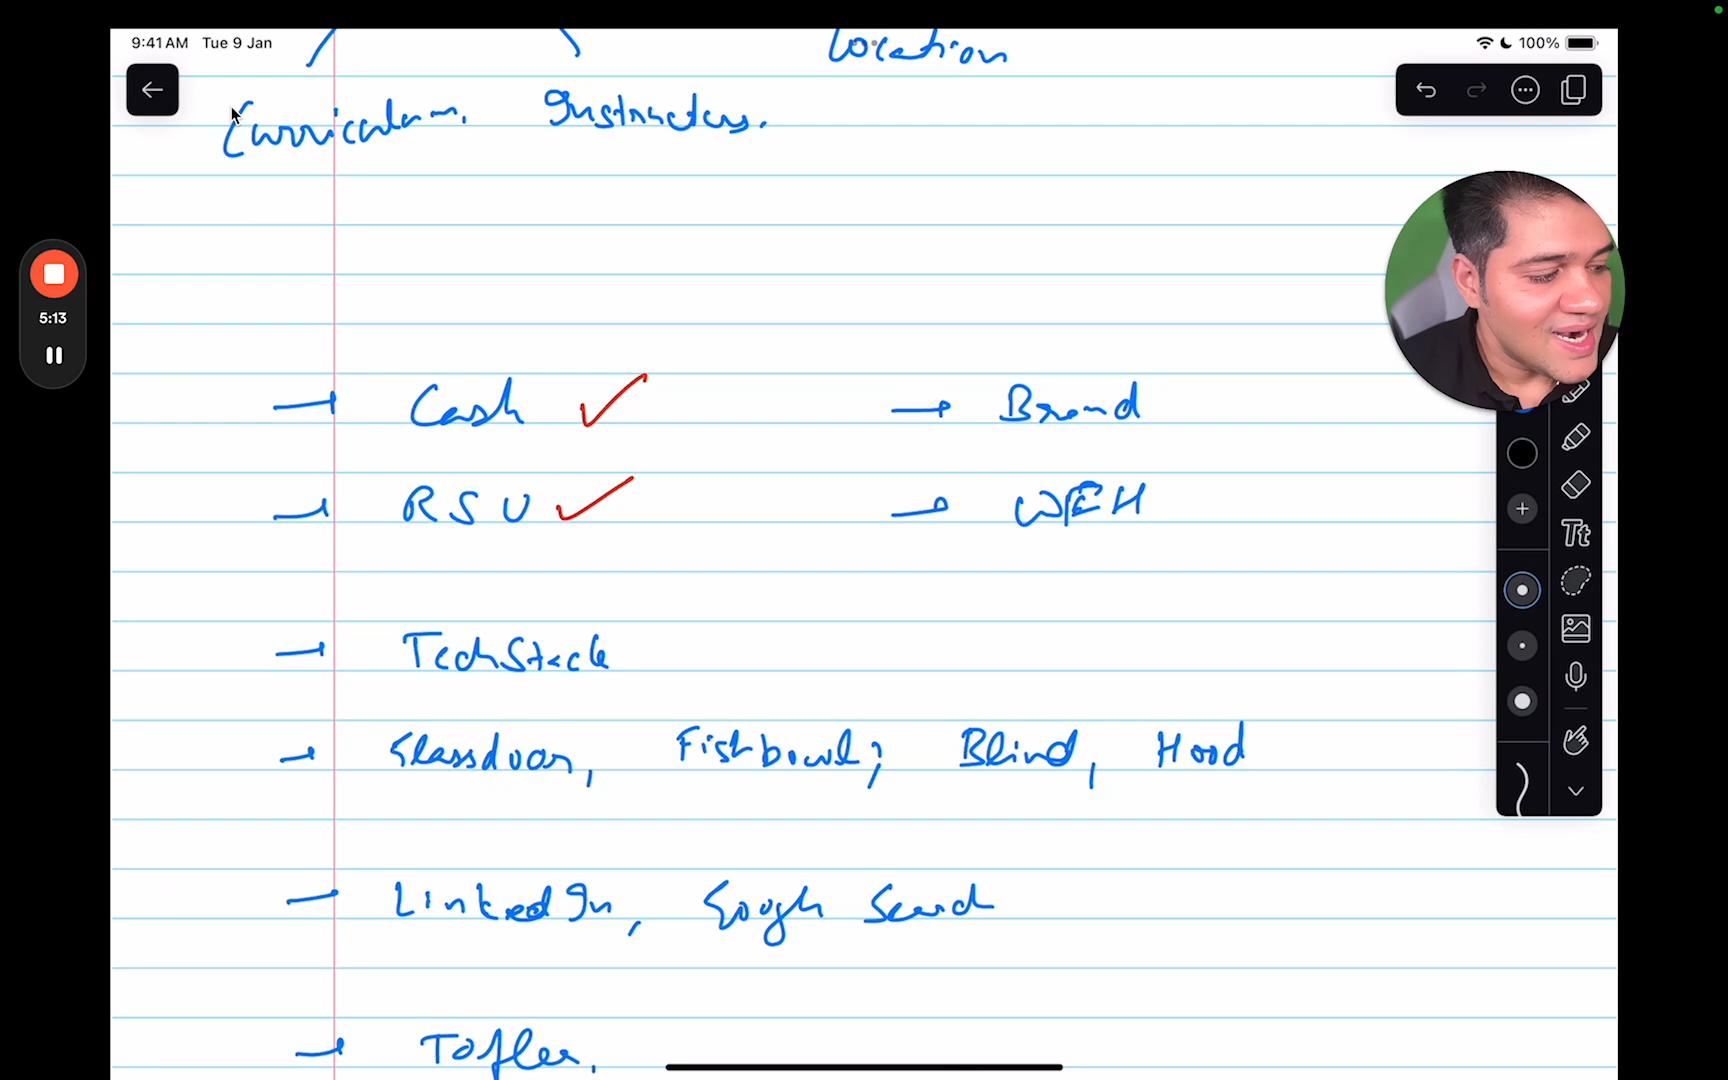 9:41 AM Tue 9 Jan 100%
Location
Curriculum. Instructors.
5:13
→ Cash ✓ → Brand
→ RSU ✓ → WFH
Tt
→ TechStack
→ Glassdoor, Fishbowl; Blind, Hood
→ LinkedIn, Google Search
→ Tofler.